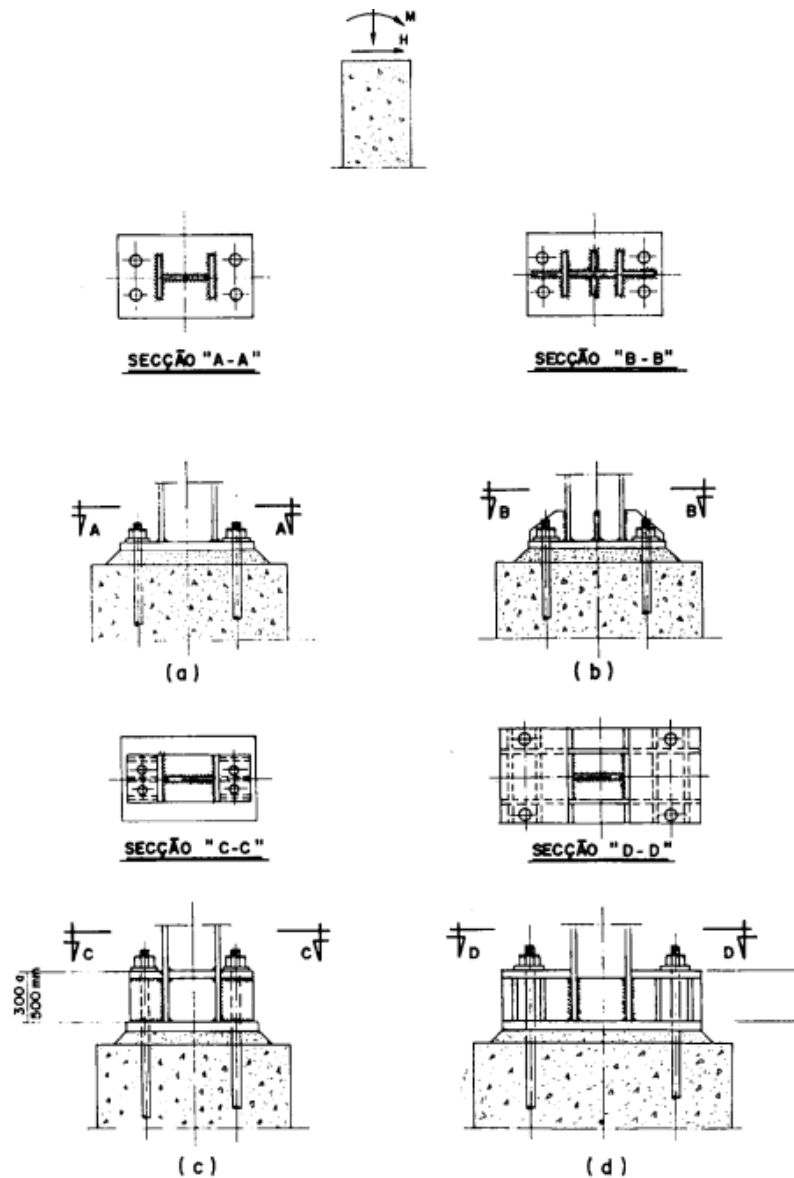 M
H
SECÇÃO "A-A"
SECÇÃO "B-B"
A
A
B
B
(a)
(b)
SECÇÃO "C-C"
SECÇÃO "D-D"
C
C
D
D
300 a
500 mm
(c)
(d)